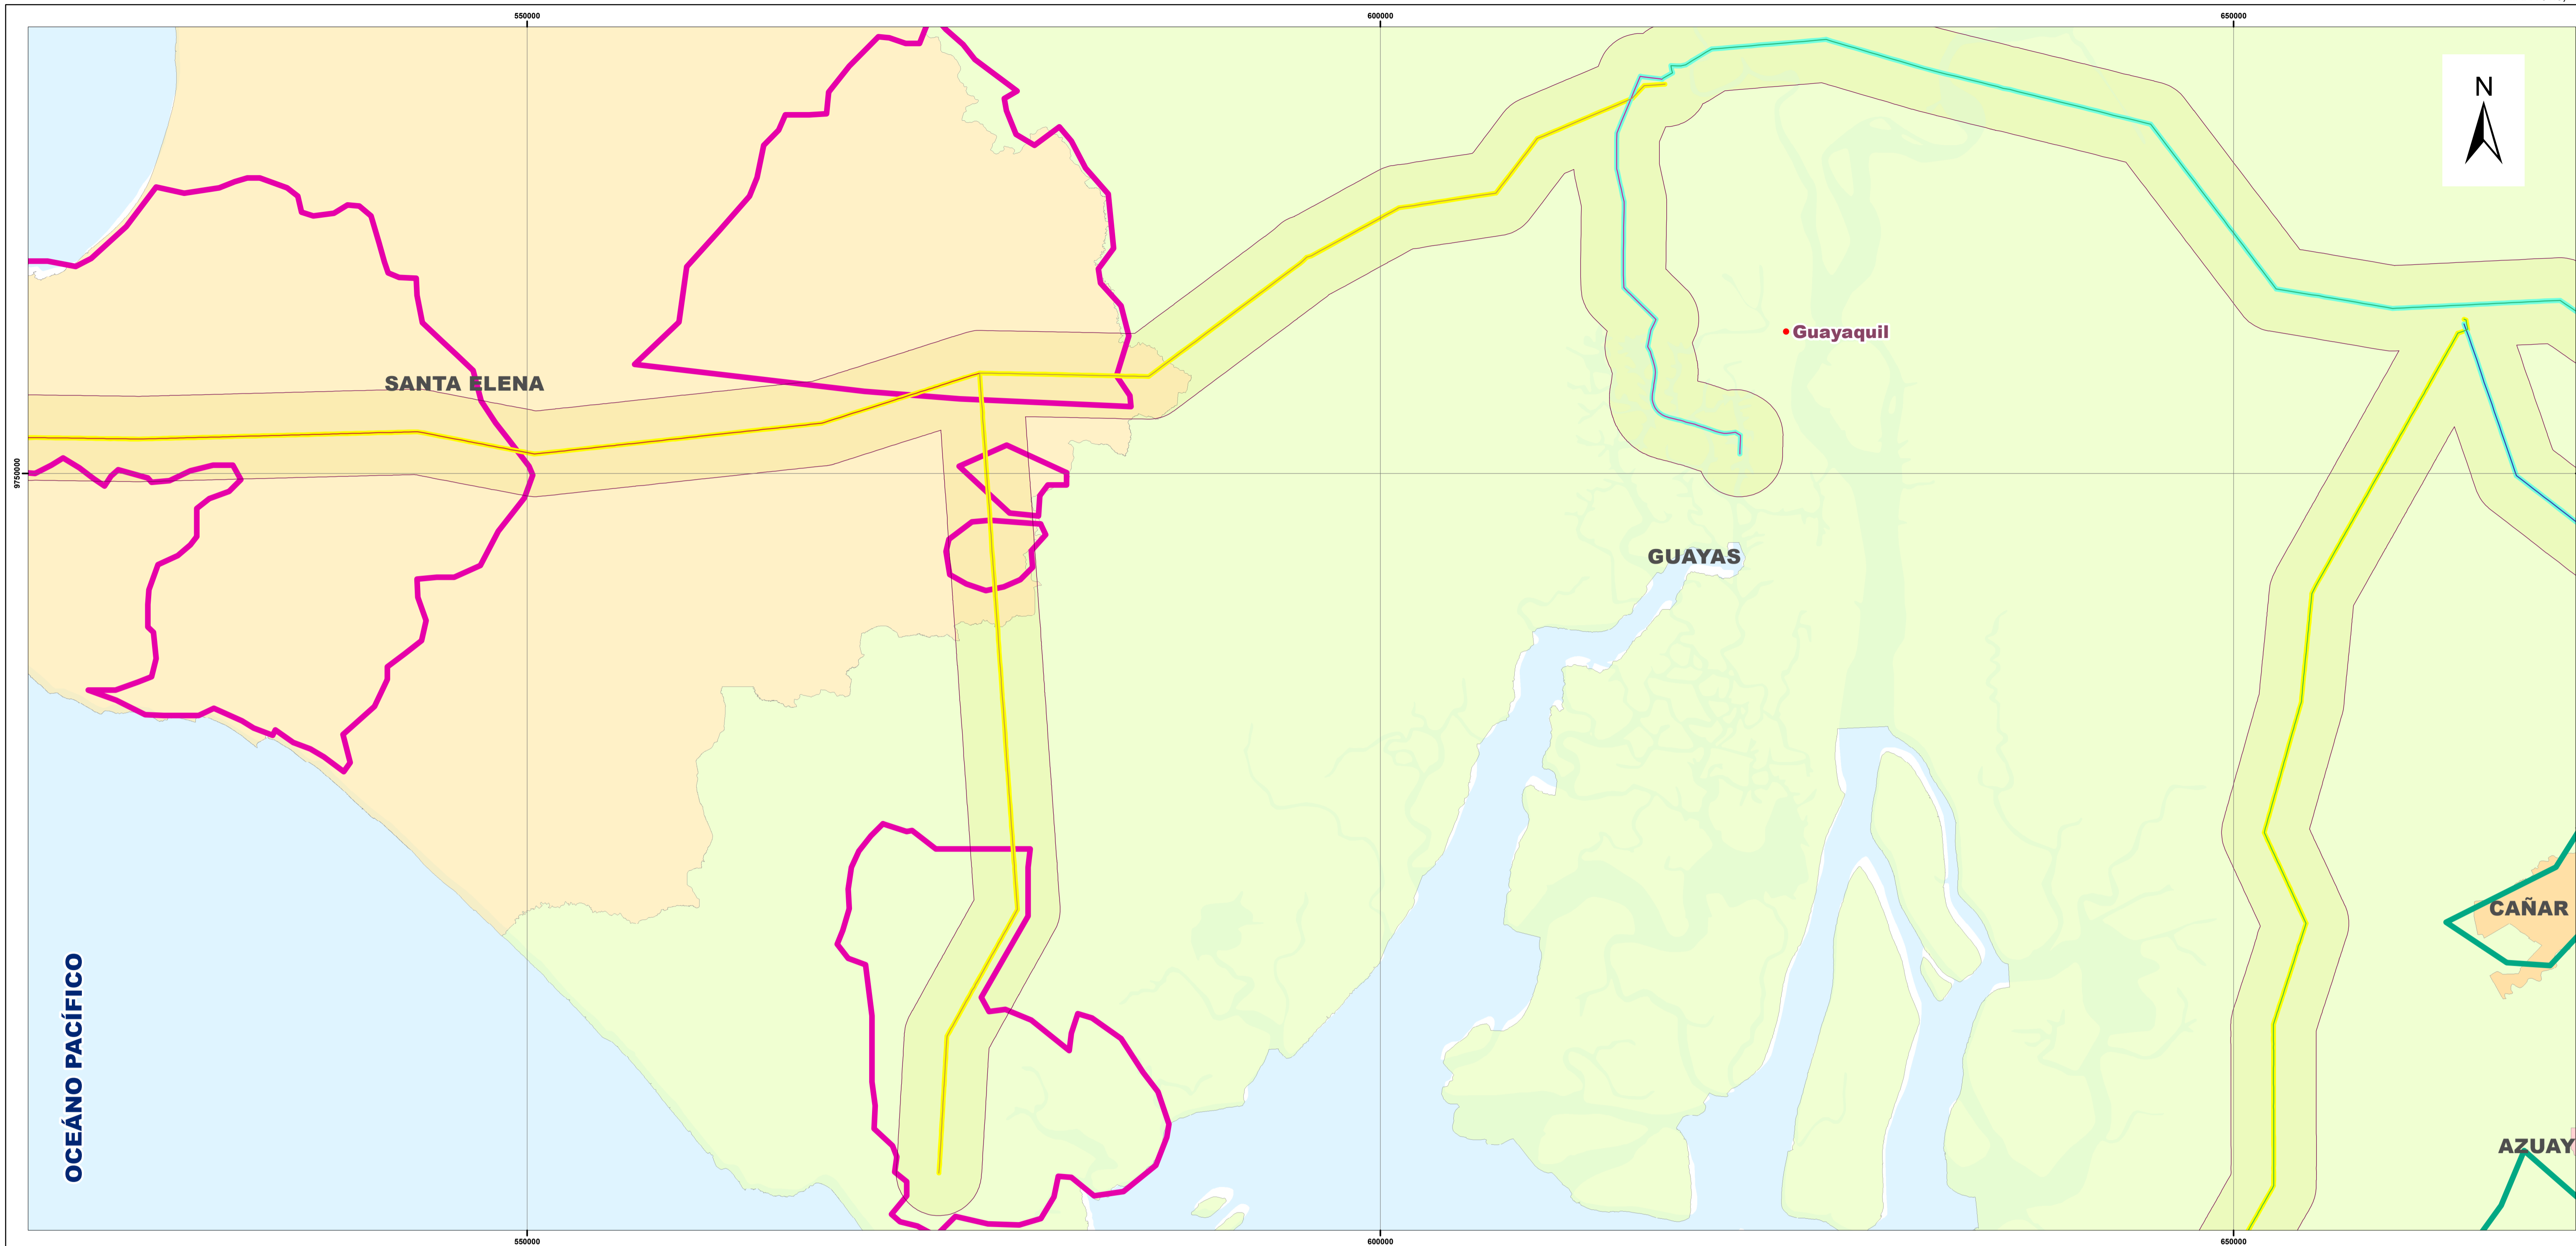 550000
600000
650000
N
Guayaquil
SANTA ELENA
9750000
GUAYAS
CAÑAR
OCEÁNO PACÍFICO
AZUAY
550000
600000
650000